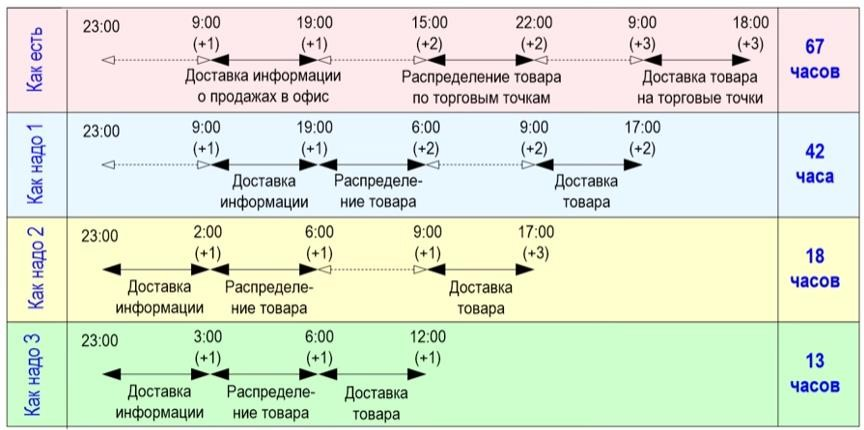 Как есть
23:00 9:00 19:00 15:00 22:00 9:00 18:00
(+1) (+1) (+2) (+2) (+3) (+3)
Доставка информации Распределение товара Доставка товара
о продажах в офис по торговым точкам на торговые точки
67
часов
Как надо 1
23:00 9:00 19:00 6:00 9:00 17:00
(+1) (+1) (+2) (+2) (+2)
Доставка Распределе- Доставка
информации ние товара товара
42
часа
Как надо 2
23:00 2:00 6:00 9:00 17:00
(+1) (+1) (+1) (+3)
Доставка Распределе- Доставка
информации ние товара товара
18
часов
Как надо 3
23:00 3:00 6:00 12:00
(+1) (+1) (+1)
Доставка Распределе- Доставка
информации ние товара товара
13
часов